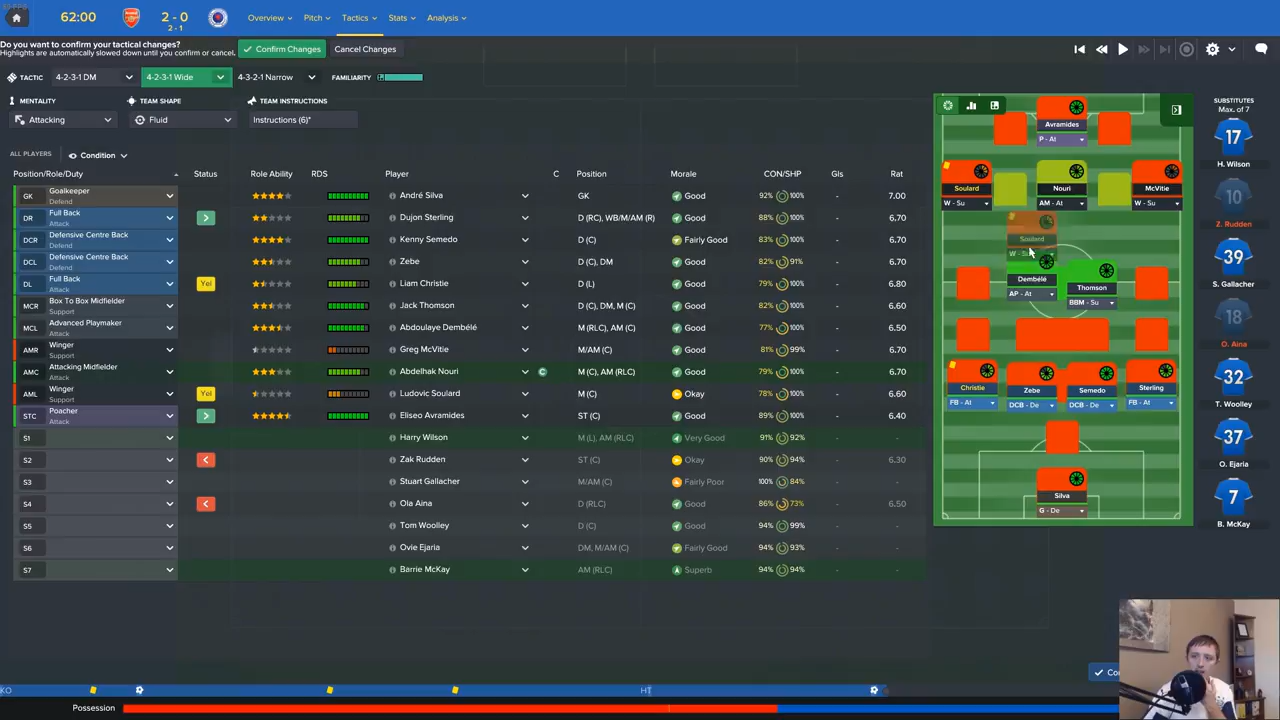 62:00
2 - 0
2 - 1
Overview
Pitch
Tactics
Stats
Analysis
Do you want to confirm your tactical changes?
Highlights are automatically slowed down until you confirm or cancel.
Confirm Changes
Cancel Changes
TACTIC
4-2-3-1 DM
4-2-3-1 Wide
4-3-2-1 Narrow
FAMILIARITY
MENTALITY
TEAM SHAPE
TEAM INSTRUCTIONS
Attacking
Fluid
Instructions (6)*
ALL PLAYERS
Condition
Position/Role/Duty Status Role Ability RDS Player C Position Morale CON/SHP Gls Rat
GK Goalkeeper Defend André Silva GK Good 92% 100% - 7.00
DR Full Back Attack Dujon Sterling D (RC), WB/M/AM (R) Good 88% 100% - 6.70
DCR Defensive Centre Back Defend Kenny Semedo D (C) Fairly Good 83% 100% - 6.70
DCL Defensive Centre Back Defend Zebe D (C), DM Good 82% 91% - 6.70
DL Full Back Attack Yel Liam Christie D (L) Good 79% 100% - 6.80
MCR Box To Box Midfielder Support Jack Thomson D (C), DM, M (C) Good 82% 100% - 6.60
MCL Advanced Playmaker Attack Abdoulaye Dembélé M (RLC), AM (C) Good 77% 100% - 6.50
AMR Winger Support Greg McVitie M/AM (C) Good 81% 99% - 6.70
AMC Attacking Midfielder Attack Abdelhak Nouri C M (C), AM (RLC) Good 79% 100% - 6.70
AML Winger Support Yel Ludovic Soulard M (C) Okay 78% 100% - 6.60
STC Poacher Attack Eliseo Avramides ST (C) Good 89% 100% - 6.40
S1 Harry Wilson M (L), AM (RLC) Very Good 91% 92% - -
S2 Zak Rudden ST (C) Okay 90% 94% - 6.30
S3 Stuart Gallacher M/AM (C) Fairly Poor 100% 84% - -
S4 Ola Aina D (RLC) Good 86% 73% - 6.50
S5 Tom Woolley D (C) Good 94% 99% - -
S6 Ovie Ejaria DM, M/AM (C) Fairly Good 94% 93% - -
S7 Barrie McKay AM (RLC) Superb 94% 94% - -
Avramides
P - At
Soulard
W - Su
Nouri
AM - At
McVitie
W - Su
Soulard
Dembélé
AP - At
Thomson
BBM - Su
Christie
FB - At
Zebe
DCB - De
Semedo
DCB - De
Sterling
FB - At
Silva
G - De
SUBSTITUTES
Max. of 7
17
H. Wilson
10
Z. Rudden
39
S. Gallacher
18
O. Aina
32
T. Woolley
37
O. Ejaria
7
B. McKay
KO
HT
Possession